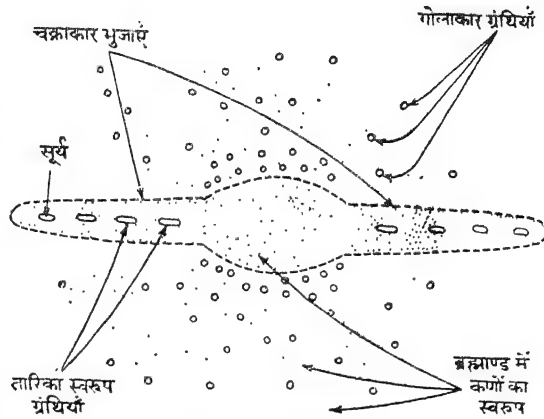 चक्राकार भुजाएँ
गोलाकार ग्रंथियाँ
सूर्य
तारिका स्वरुप
ग्रंथियाँ
ब्रह्माण्ड में
कणों का
स्वरुप